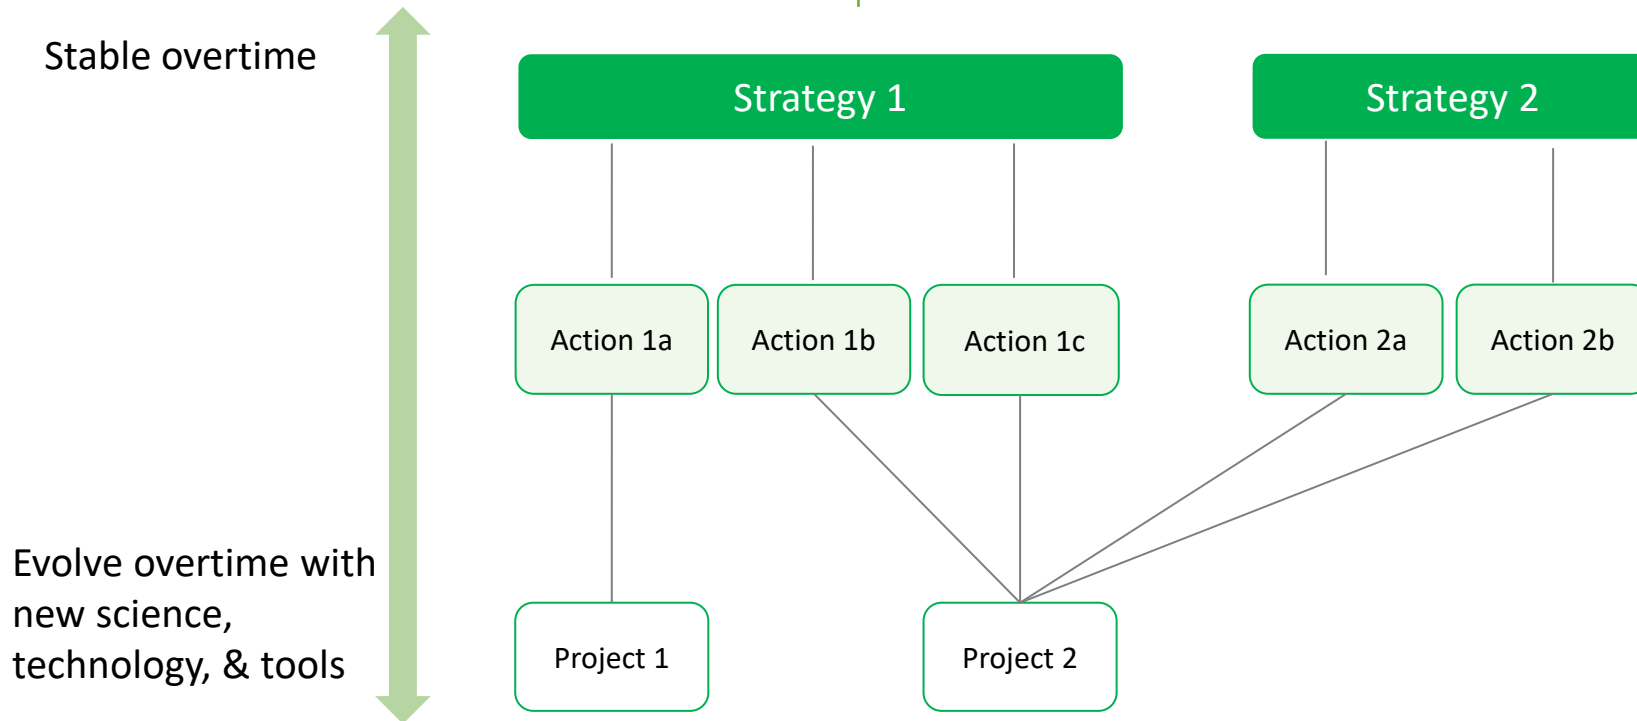 Stable overtime
Strategy 1
Strategy 2
Action 1a
Action 1b
Action 1c
Action 2a
Action 2b
Evolve overtime with
new science,
technology, & tools
Project 1
Project 2